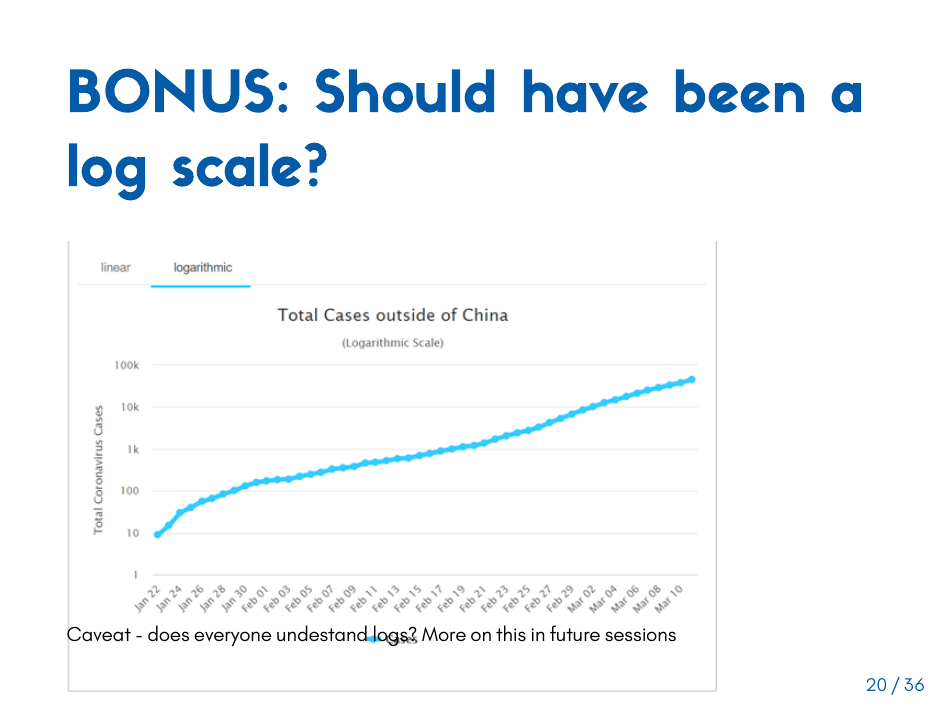 BONUS: Should have been a
log scale?
linear logarithmic
Total Cases outside of China
(Logarithmic Scale)
Total Coronavirus Cases
100k
10k
1k
100
10
1
Jan 22 Jan 24 Jan 26 Jan 28 Jan 30 Feb 01 Feb 03 Feb 05 Feb 07 Feb 09 Feb 11 Feb 13 Feb 15 Feb 17 Feb 19 Feb 21 Feb 23 Feb 25 Feb 27 Feb 29 Mar 02 Mar 04 Mar 06 Mar 08 Mar 10
Caveat - does everyone undestand logs? More on this in future sessions
20 / 36